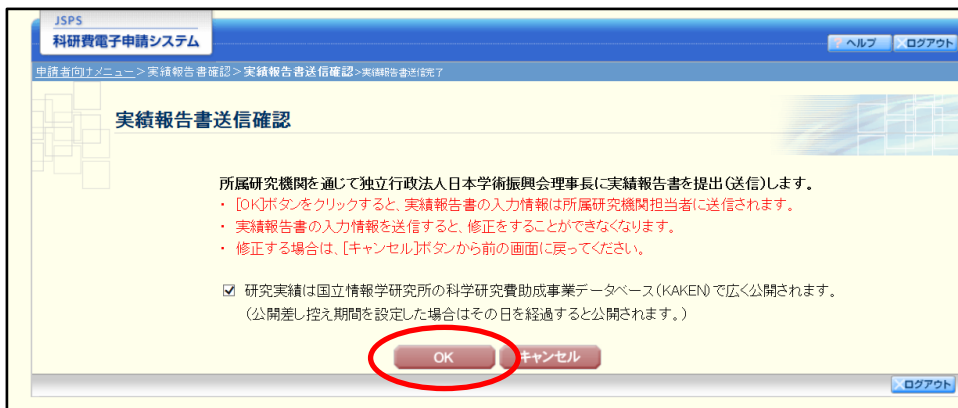 JSPS
科研費電子申請システム
? ヘルプ
ログアウト
申請者向けメニュー>実績報告書確認>実績報告書送信確認>実績報告書送信完了
実績報告書送信確認
所属研究機関を通じて独立行政法人日本学術振興会理事長に実績報告書を提出(送信)します。
・ [OK]ボタンをクリックすると、実績報告書の入力情報は所属研究機関担当者に送信されます。
・ 実績報告書の入力情報を送信すると、修正をすることができなくなります。
・ 修正する場合は、[キャンセル]ボタンから前の画面に戻ってください。
研究実績は国立情報学研究所の科学研究費助成事業データベース(KAKEN)で広く公開されます。
(公開差し控え期間を設定した場合はその日を経過すると公開されます。)
OK
キャンセル
ログアウト